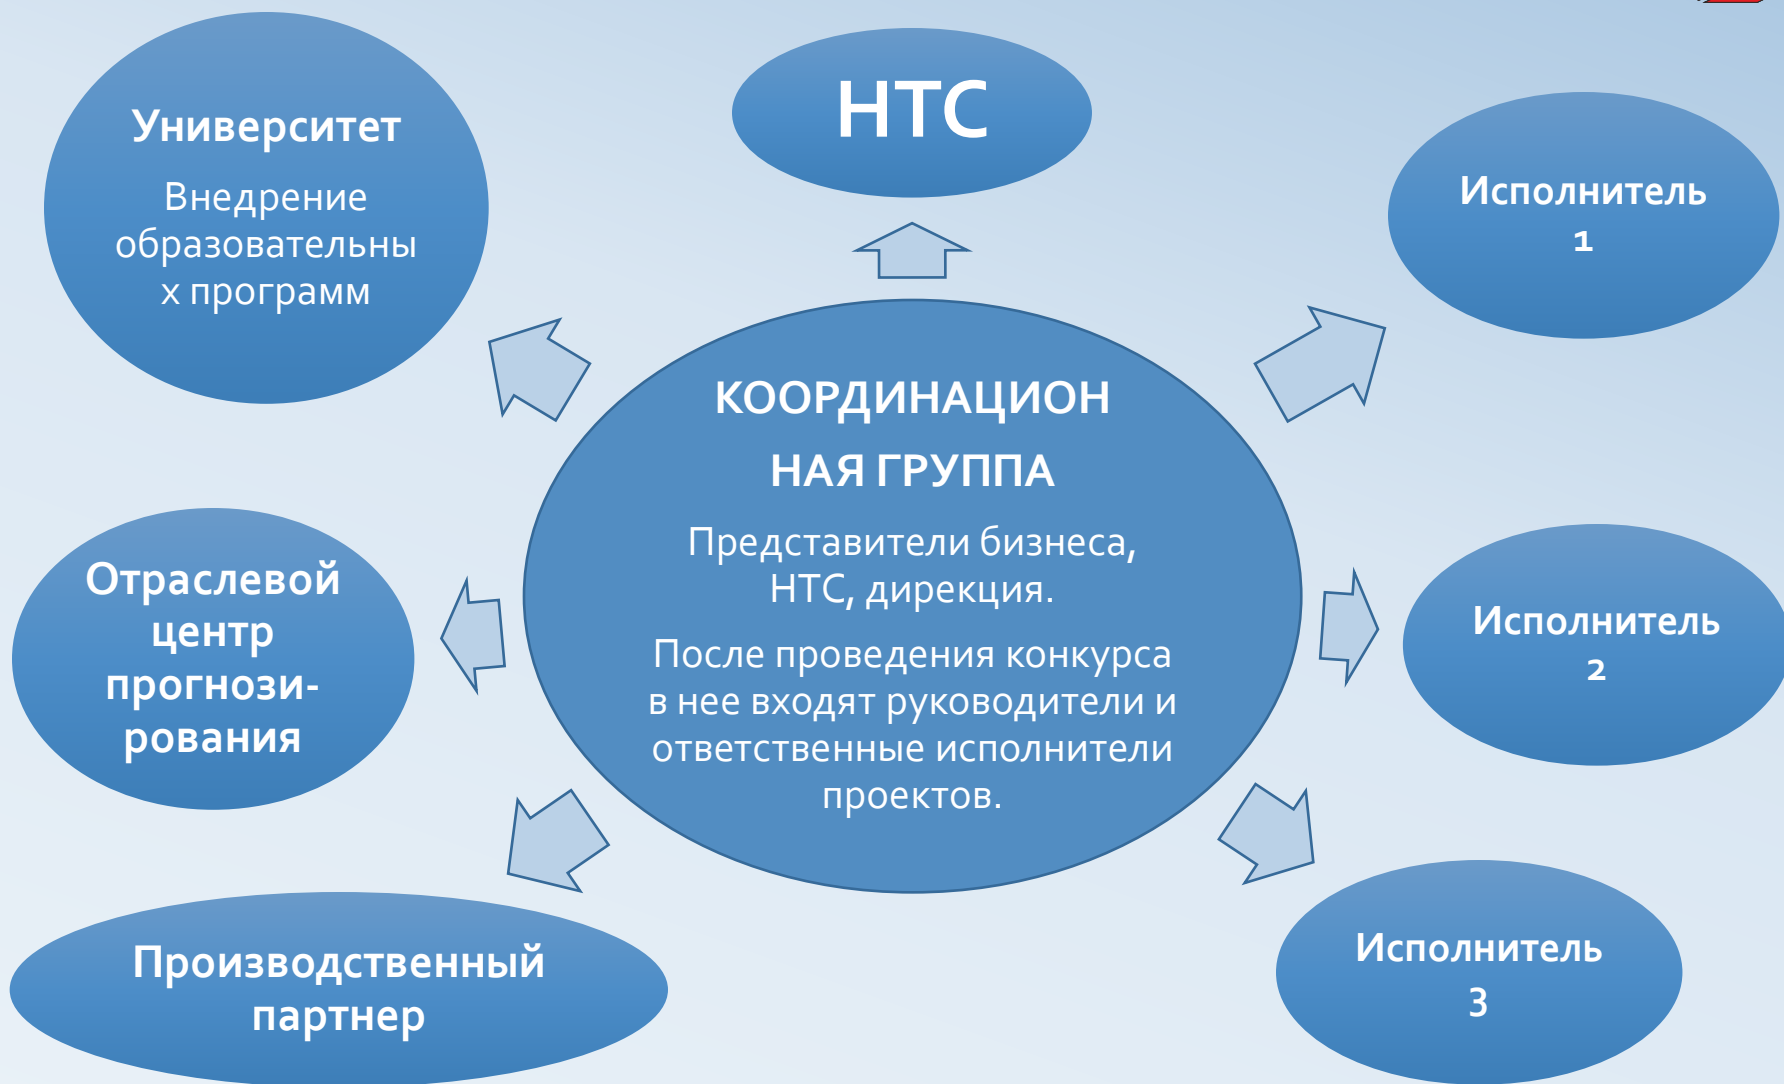 Университет
Внедрение
образовательны
х программ
НТС
Исполнитель
1
КООРДИНАЦИОН
НАЯ ГРУППА
Представители бизнеса,
НТС, дирекция.
После проведения конкурса
в нее входят руководители и
ответственные исполнители
проектов.
Отраслевой
центр
прогнози-
рования
Исполнитель
2
Производственный
партнер
Исполнитель
3